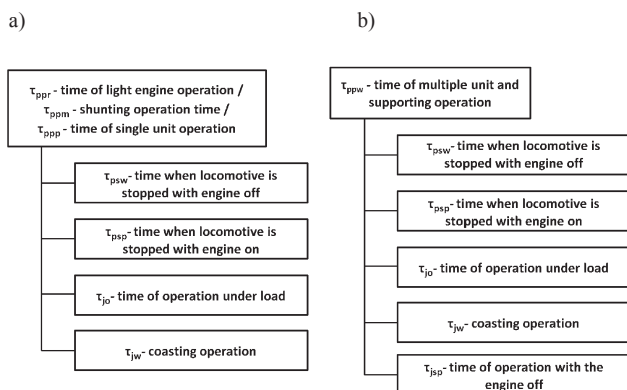 a)
τppr - time of light engine operation /
τppm - shunting operation time /
τppp - time of single unit operation
τpsw- time when locomotive is
stopped with engine off
τpsp- time when locomotive is
stopped with engine on
τjo- time of operation under load
τjw- coasting operation
b)
τppw - time of multiple unit and
supporting operation
τpsw- time when locomotive is
stopped with engine off
τpsp- time when locomotive is
stopped with engine on
τjo- time of operation under load
τjw- coasting operation
τjsp- time of operation with the
engine off